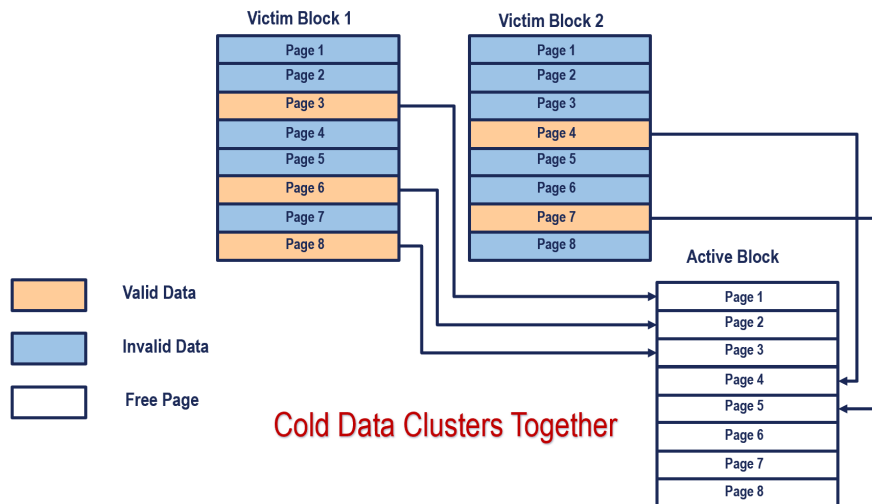 Victim Block 1
Page 1
Page 2
Page 3
Page 4
Page 5
Page 6
Page 7
Page 8
Victim Block 2
Page 1
Page 2
Page 3
Page 4
Page 5
Page 6
Page 7
Page 8
Active Block
Page 1
Page 2
Page 3
Page 4
Page 5
Page 6
Page 7
Page 8
Valid Data
Invalid Data
Free Page
Cold Data Clusters Together